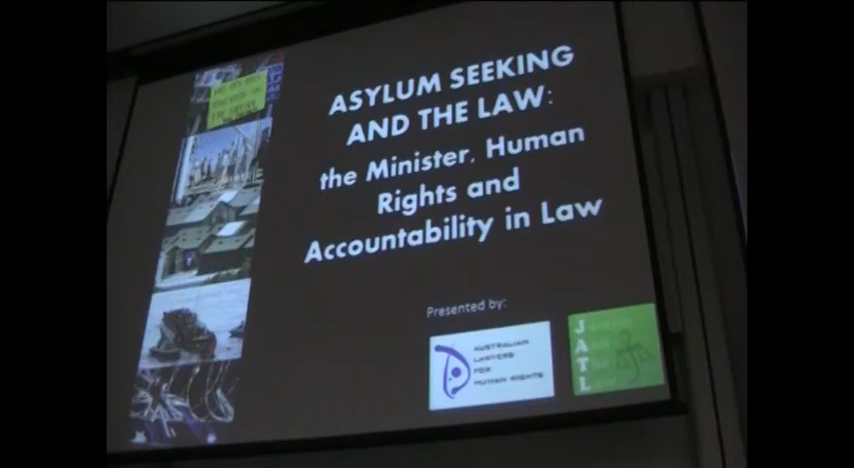 ASYLUM SEEKING
AND THE LAW:
the Minister, Human
Rights and
Accountability in Law
Presented by:
AUSTRALIAN
LAWYERS
FOR
HUMAN RIGHTS
J
A
T
L